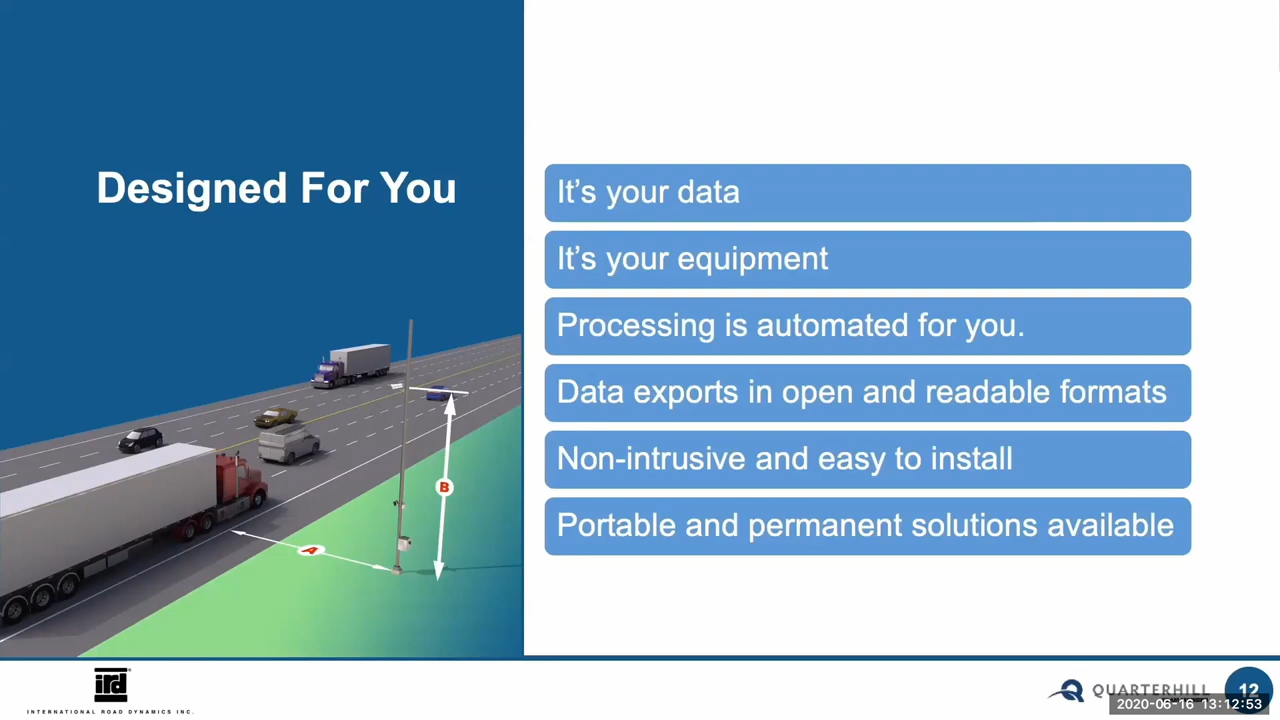 Designed For You
It's your data
It's your equipment
Processing is automated for you.
Data exports in open and readable formats
Non-intrusive and easy to install
Portable and permanent solutions available
B
A
ird
INTERNATIONAL ROAD DYNAMICS INC.
QUARTERHILL
12
2020-06-16 13:12:53